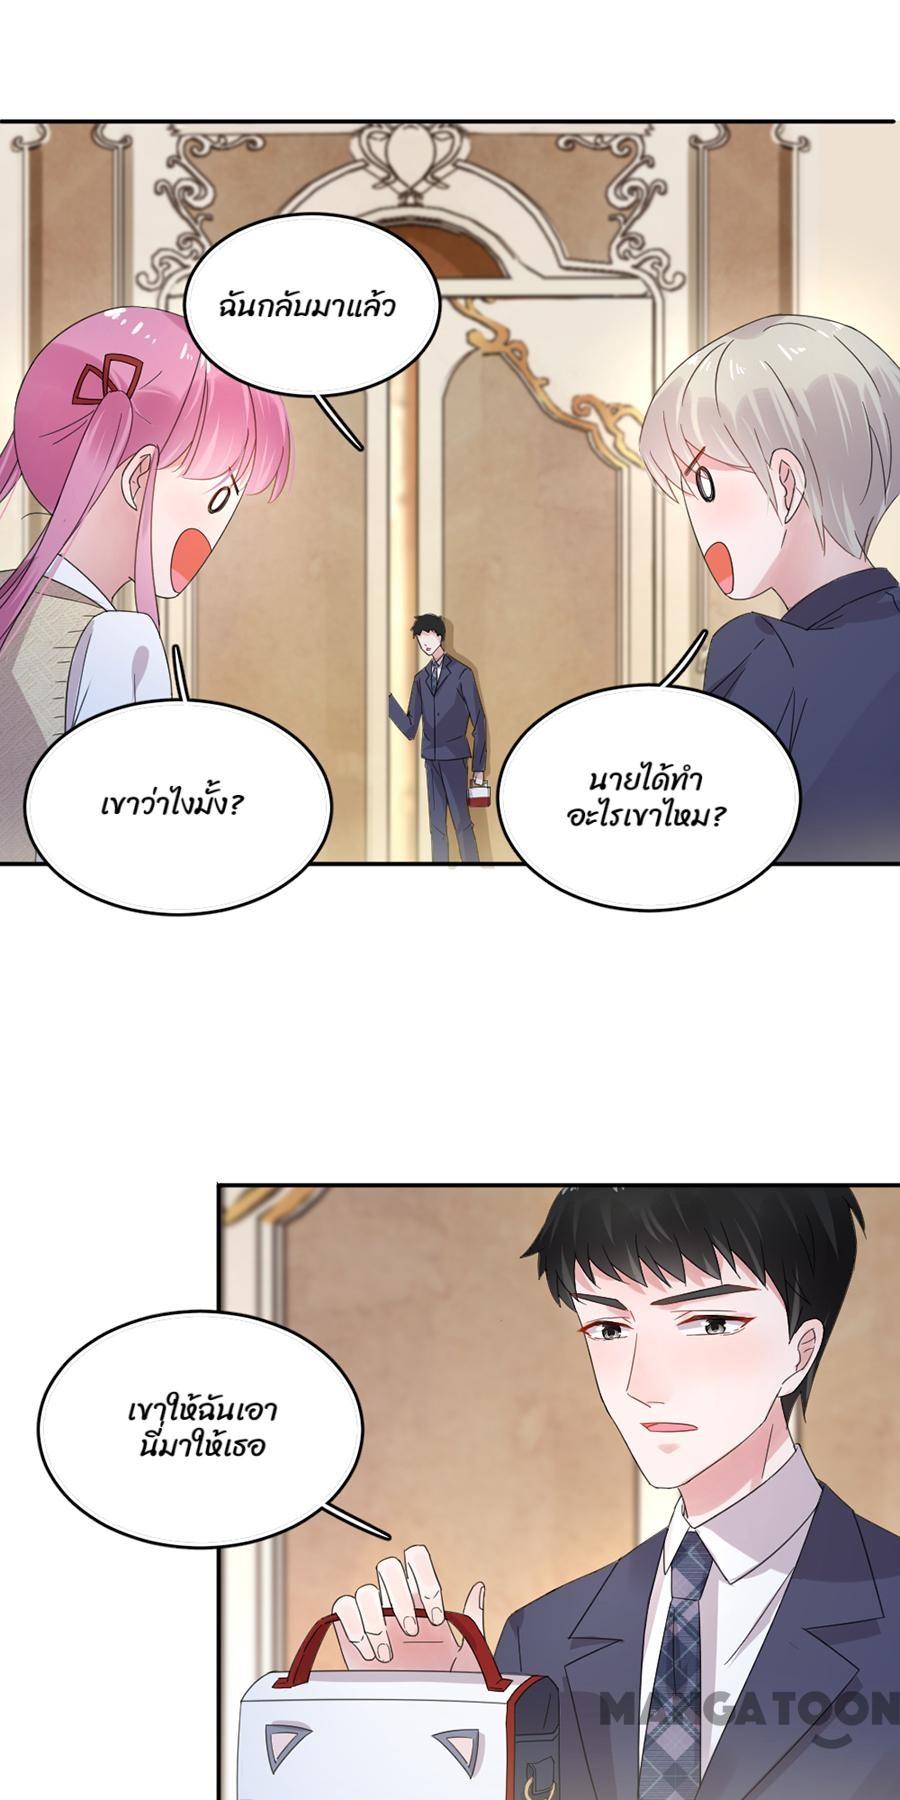 ฉันกลับมาแล้ว
เขาว่าไงมั้ง?
นายได้ทำ
อะไรเขาไหม?
เขาให้ฉันเอา
นี่มาให้เธอ
MANGATOON